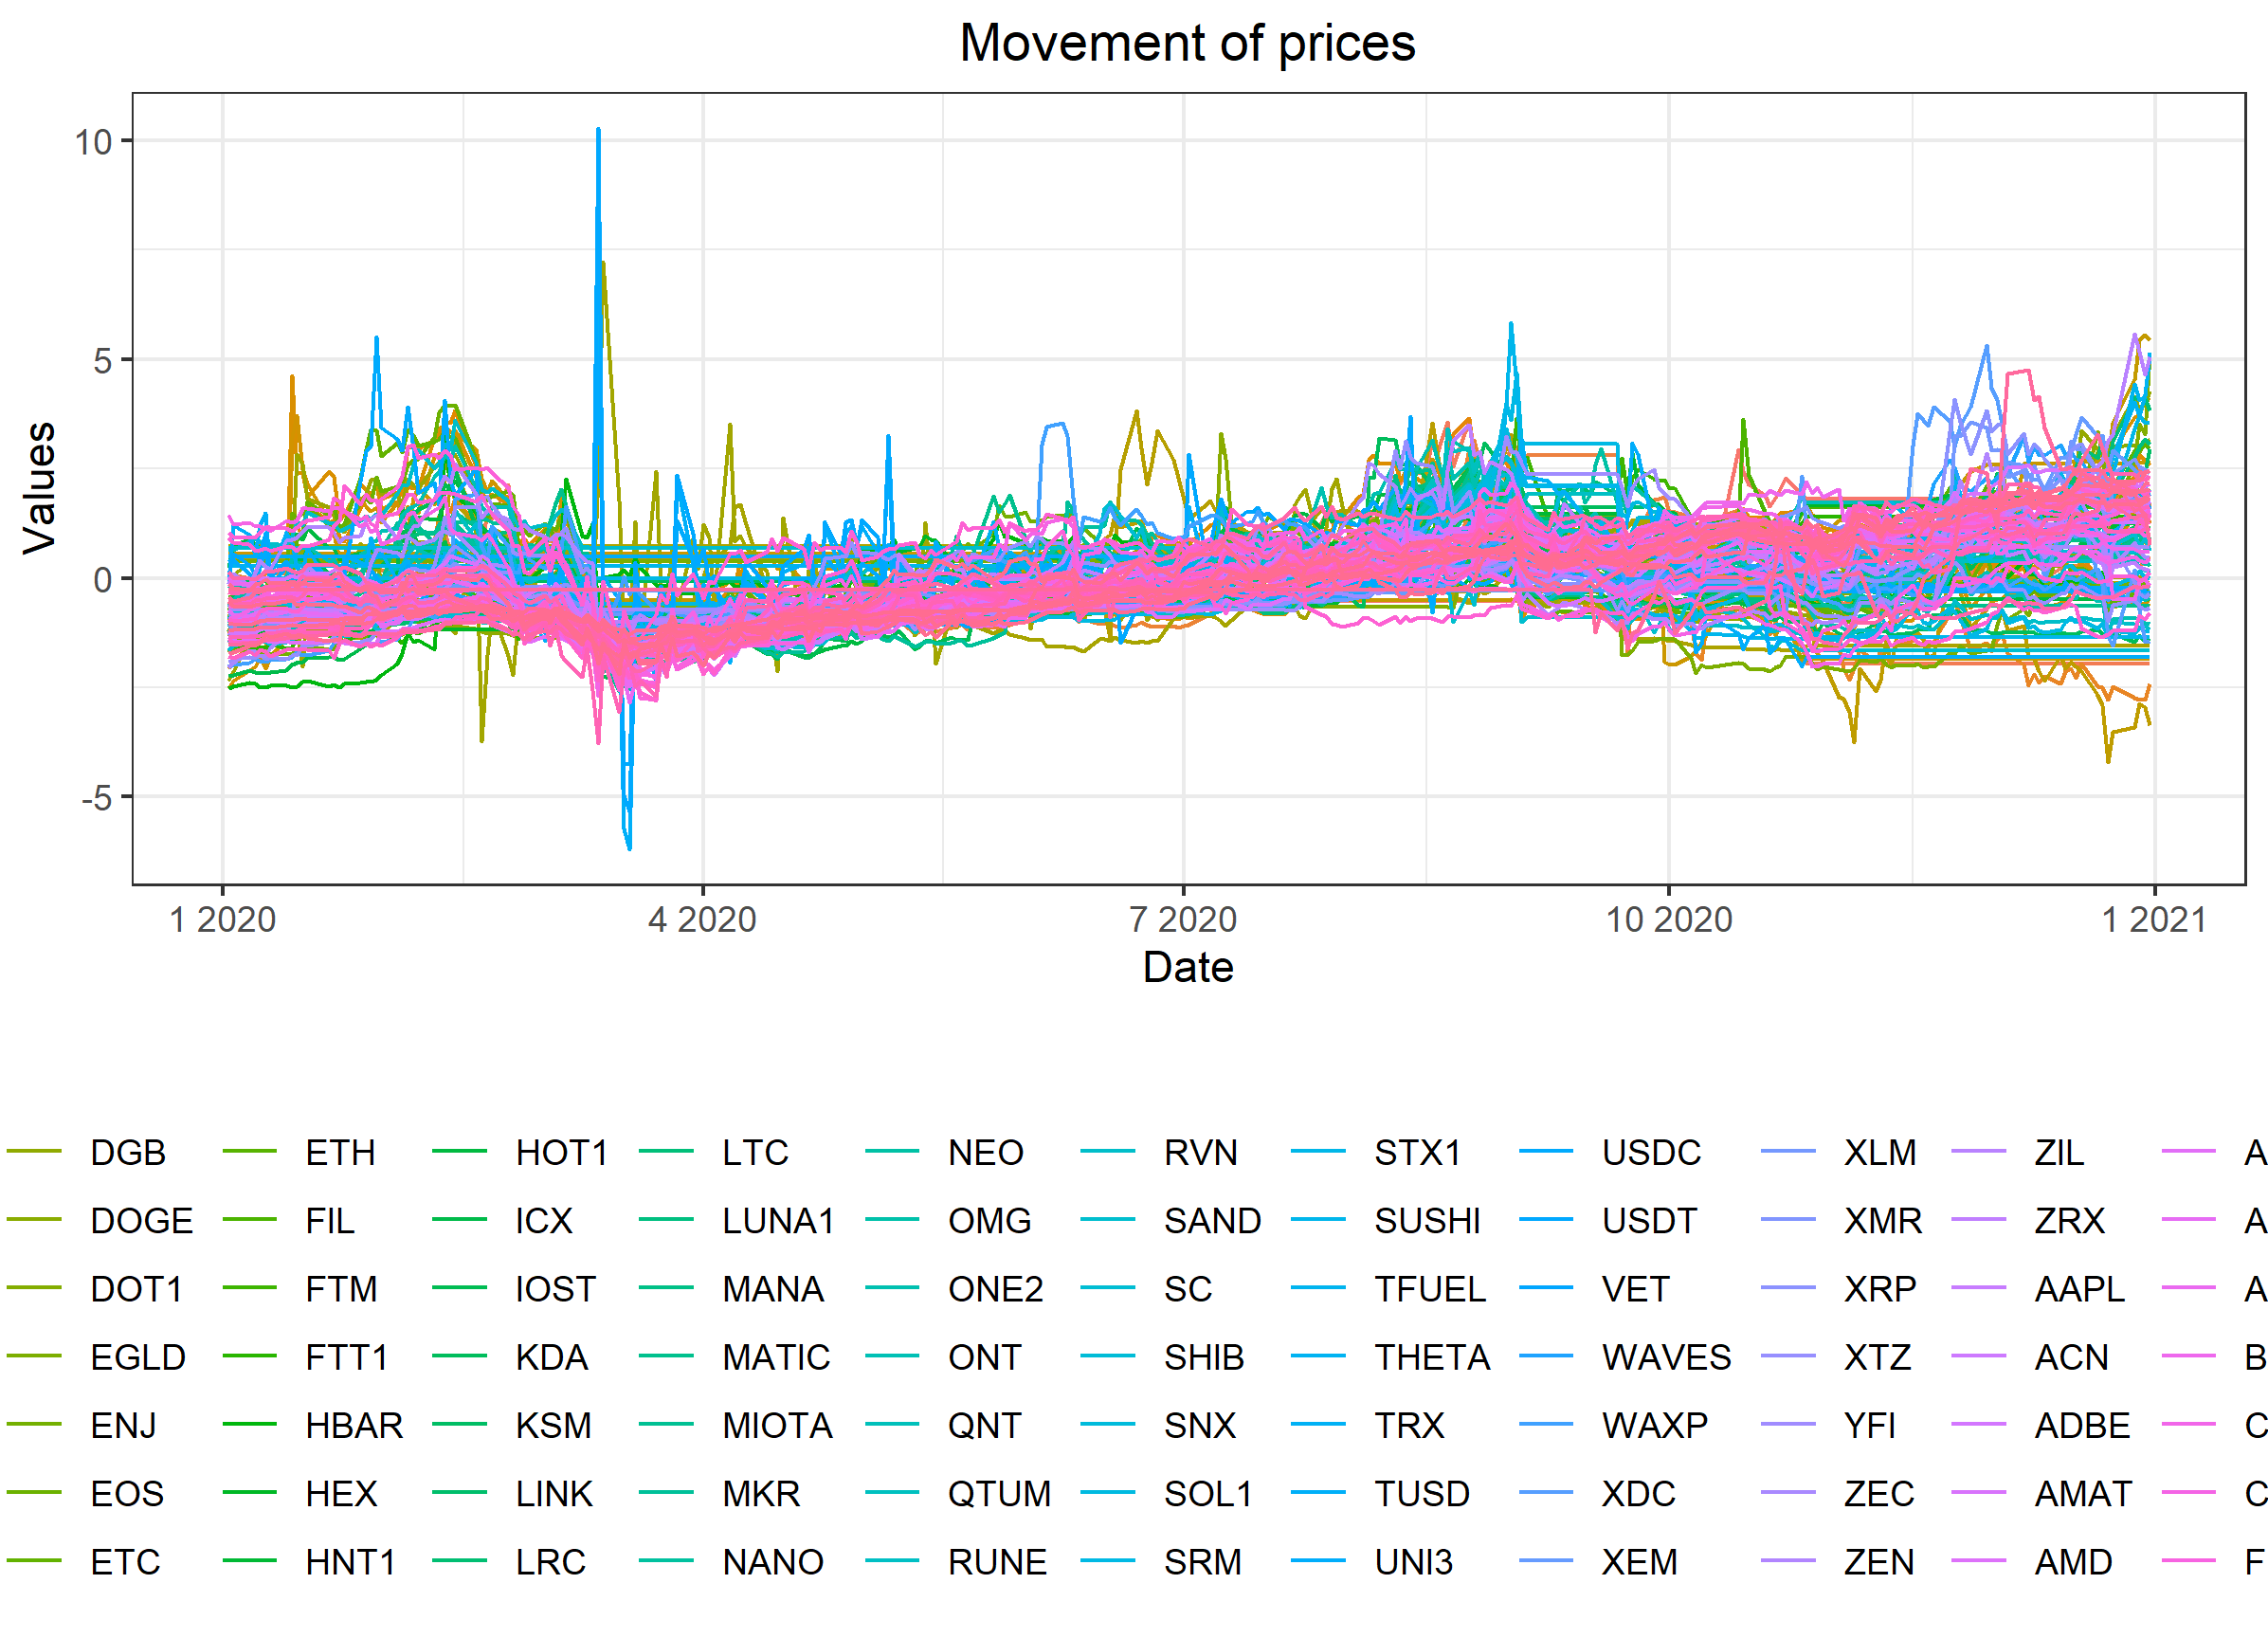 Movement of prices
Values
10
5
0
-5
1 2020 4 2020 7 2020 10 2020 1 2021
Date
DGB ETH HOT1 LTC NEO RVN STX1 USDC XLM ZIL A
DOGE FIL ICX LUNA1 OMG SAND SUSHI USDT XMR ZRX A
DOT1 FTM IOST MANA ONE2 SC TFUEL VET XRP AAPL A
EGLD FTT1 KDA MATIC ONT SHIB THETA WAVES XTZ ACN B
ENJ HBAR KSM MIOTA QNT SNX TRX WAXP YFI ADBE C
EOS HEX LINK MKR QTUM SOL1 TUSD XDC ZEC AMAT C
ETC HNT1 LRC NANO RUNE SRM UNI3 XEM ZEN AMD F